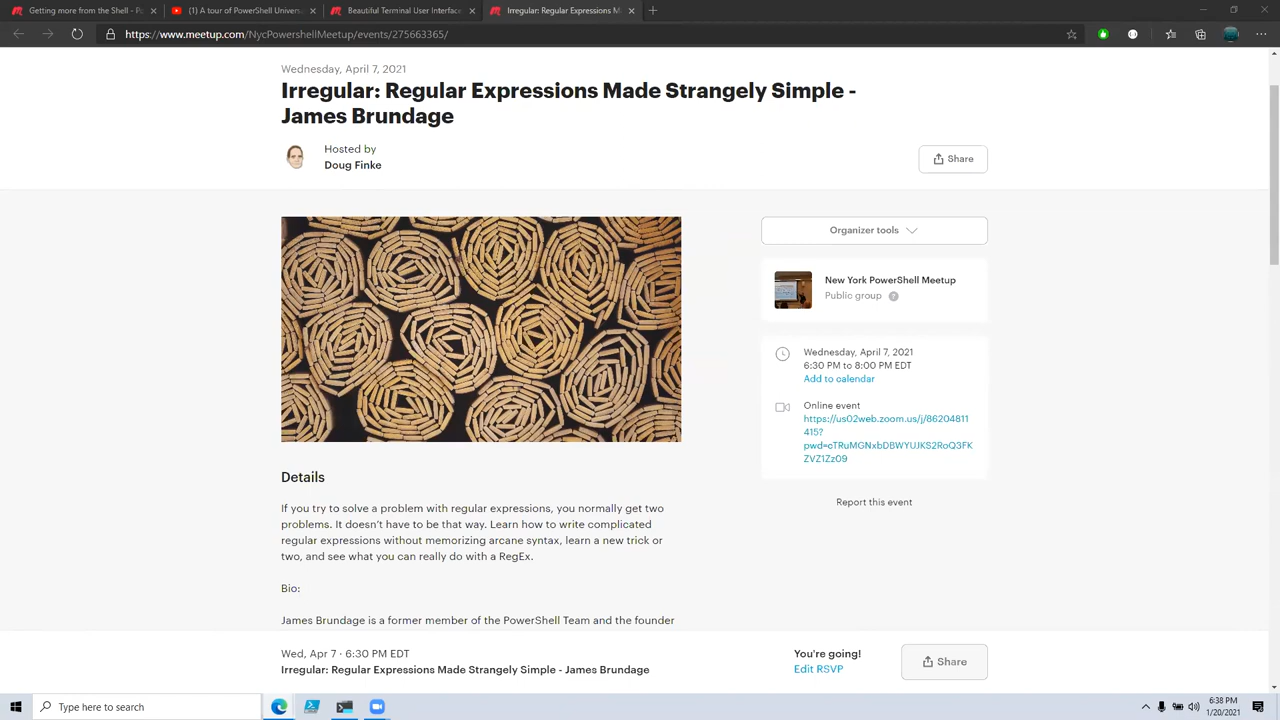 Getting more from the Shell - P
(1) A tour of PowerShell Univer
Beautiful Terminal User Interface
Irregular: Regular Expressions M
https://www.meetup.com/NycPowershellMeetup/events/275663365/
Wednesday, April 7, 2021
Irregular: Regular Expressions Made Strangely Simple -
James Brundage
Hosted by
Doug Finke
Share
Organizer tools
New York PowerShell Meetup
Public group ?
Wednesday, April 7, 2021
6:30 PM to 8:00 PM EDT
Add to calendar
Online event
https://us02web.zoom.us/j/86204811
415?
pwd=cTRuMGNxbDBWYUJKS2RoQ3FK
ZVZ1Zz09
Report this event
Details
If you try to solve a problem with regular expressions, you normally get two
problems. It doesn't have to be that way. Learn how to write complicated
regular expressions without memorizing arcane syntax, learn a new trick or
two, and see what you can really do with a RegEx.
Bio:
James Brundage is a former member of the PowerShell Team and the founder
Wed, Apr 7 · 6:30 PM EDT
Irregular: Regular Expressions Made Strangely Simple - James Brundage
You're going!
Edit RSVP
Share
Type here to search
6:38 PM
1/20/2021